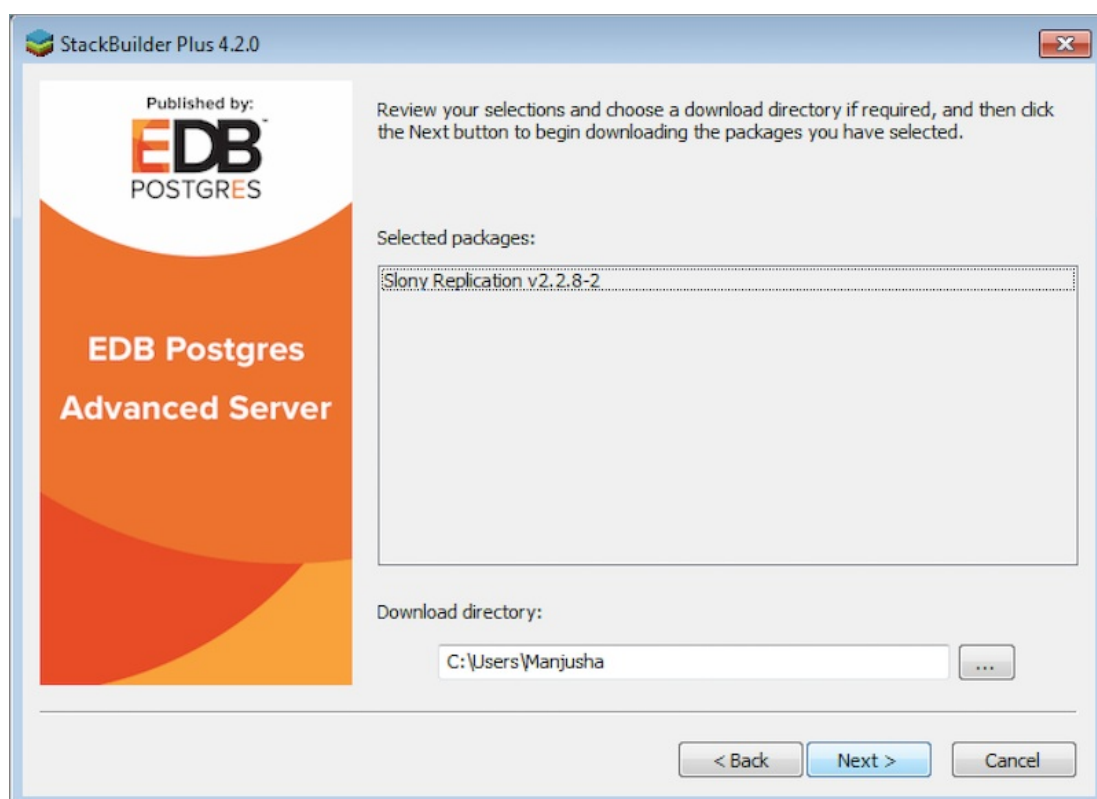 StackBuilder Plus 4.2.0
Published by:
EDB™
POSTGRES
EDB Postgres
Advanced Server
Review your selections and choose a download directory if required, and then click
the Next button to begin downloading the packages you have selected.
Selected packages:
Slony Replication v2.2.8-2
Download directory:
C:\Users\Manjusha
...
< Back
Next >
Cancel